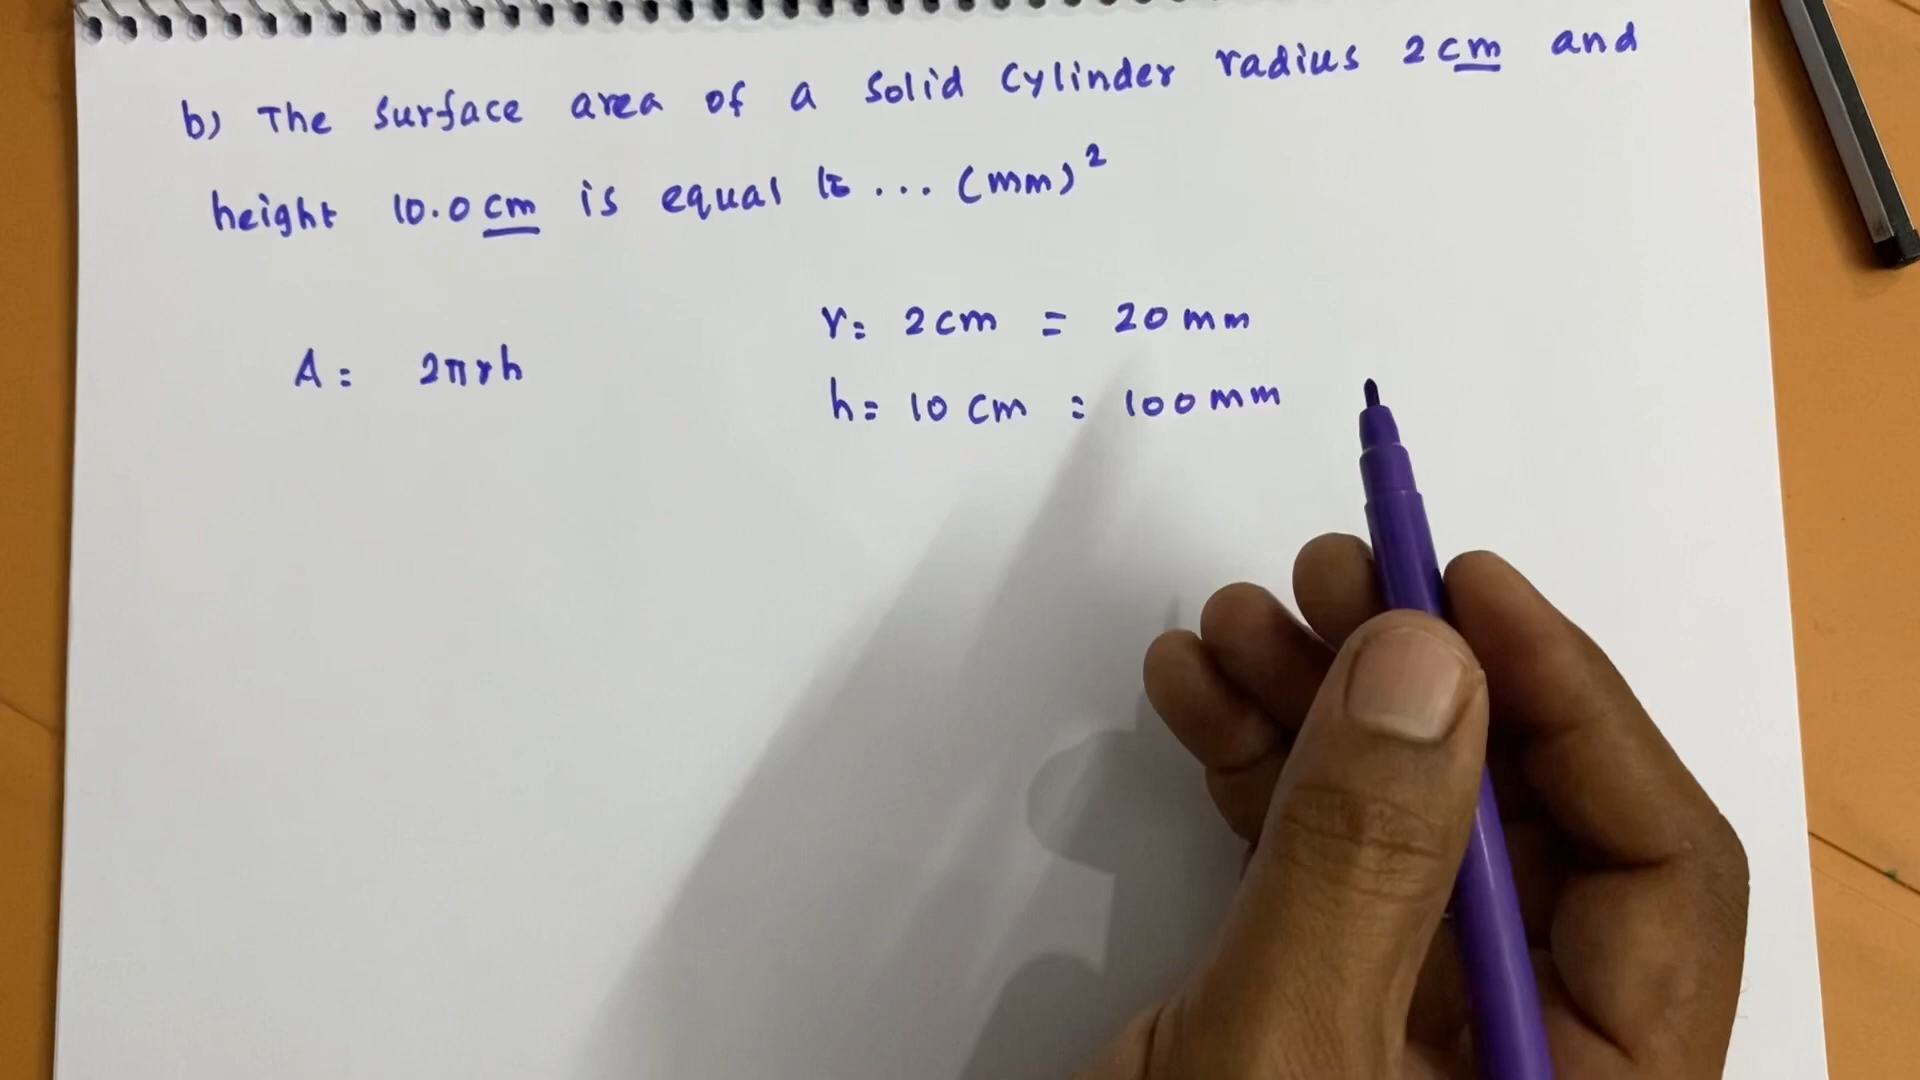 b) The surface area of a solid cylinder radius 2 cm and
height 10.0 cm is equal to ... (mm)²
r = 2 cm = 20 mm
A = 2πrh
h = 10 cm = 100 mm